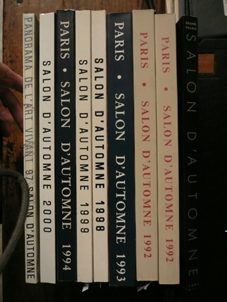 PANORAMA DE L'ART VIVANT 97 SALON D'AUTOMNE
SALON D'AUTOMNE 2000
PARIS • SALON D'AUTOMNE 1994
SALON D'AUTOMNE 1999
SALON D'AUTOMNE 1998
PARIS • SALON D'AUTOMNE 1993
PARIS • SALON D'AUTOMNE 1992
PARIS • SALON D'AUTOMNE 1992
SALON D'AUTOMNE